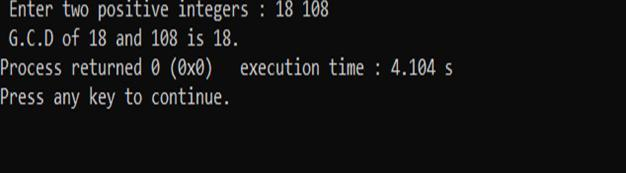 Enter two positive integers : 18 108
G.C.D of 18 and 108 is 18.
Process returned 0 (0x0)   execution time : 4.104 s
Press any key to continue.